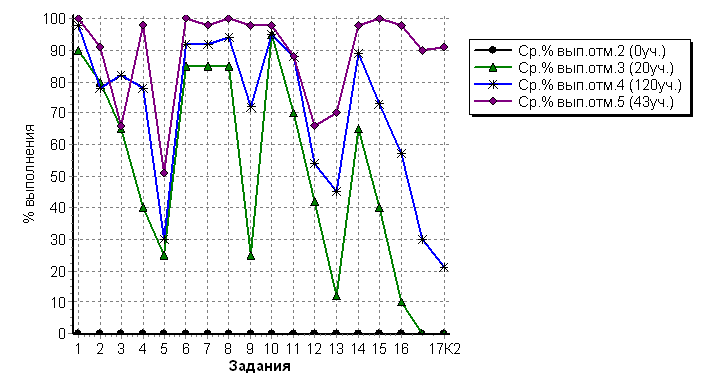 100
90
80
70
60
50
40
30
20
10
0
% выполнения
1 2 3 4 5 6 7 8 9 10 11 12 13 14 15 16 17К2
Задания
Ср.% вып.отм.2 (0уч.)
Ср.% вып.отм.3 (20уч.)
Ср.% вып.отм.4 (120уч.)
Ср.% вып.отм.5 (43уч.)